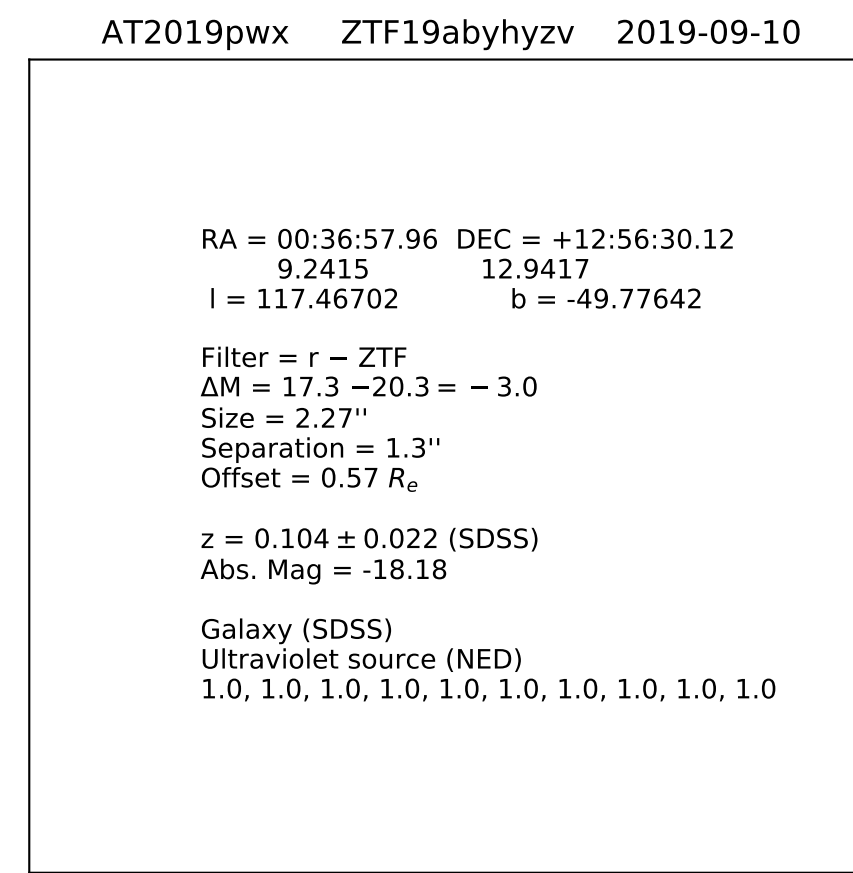 AT2019pwx ZTF19abyhyzv 2019-09-10
RA = 00:36:57.96 DEC = +12:56:30.12
9.2415 12.9417
l = 117.46702 b = -49.77642
Filter = r − ZTF
ΔM = 17.3 −20.3 = − 3.0
Size = 2.27''
Separation = 1.3''
Offset = 0.57 Rₑ
z = 0.104 ± 0.022 (SDSS)
Abs. Mag = -18.18
Galaxy (SDSS)
Ultraviolet source (NED)
1.0, 1.0, 1.0, 1.0, 1.0, 1.0, 1.0, 1.0, 1.0, 1.0